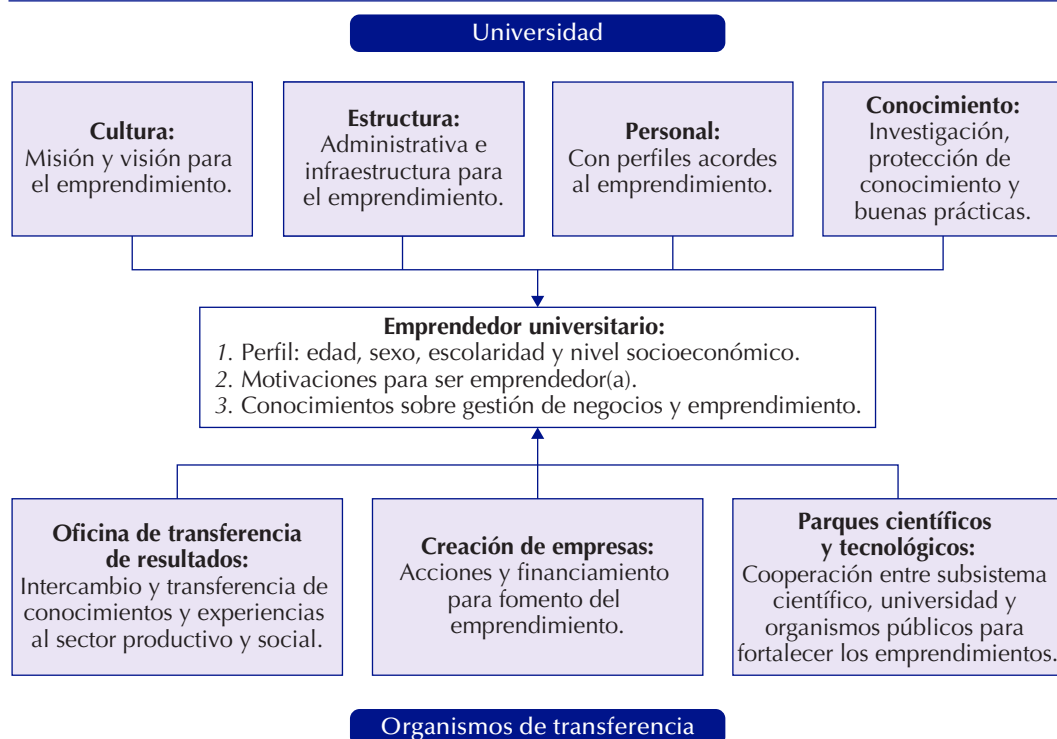 Universidad
Cultura:
Misión y visión para
el emprendimiento.
Estructura:
Administrativa e
infraestructura para
el emprendimiento.
Personal:
Con perfiles acordes
al emprendimiento.
Conocimiento:
Investigación,
protección de
conocimiento y
buenas prácticas.
Emprendedor universitario:
1. Perfil: edad, sexo, escolaridad y nivel socioeconómico.
2. Motivaciones para ser emprendedor(a).
3. Conocimientos sobre gestión de negocios y emprendimiento.
Oficina de transferencia
de resultados:
Intercambio y transferencia de
conocimientos y experiencias
al sector productivo y social.
Creación de empresas:
Acciones y financiamiento
para fomento del
emprendimiento.
Parques científicos
y tecnológicos:
Cooperación entre subsistema
científico, universidad y
organismos públicos para
fortalecer los emprendimientos.
Organismos de transferencia